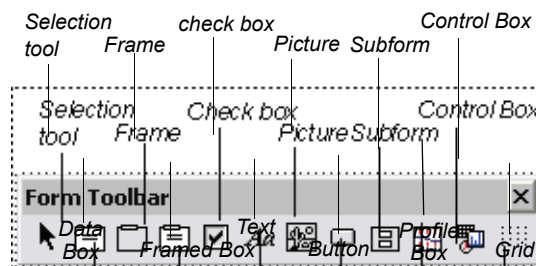 Selection tool Frame check box Picture Subform Control Box
Selection tool Frame Check box Picture Subform Control Box
Form Toolbar
Data Box Framed Box Text Aa Button Profile Box Grid